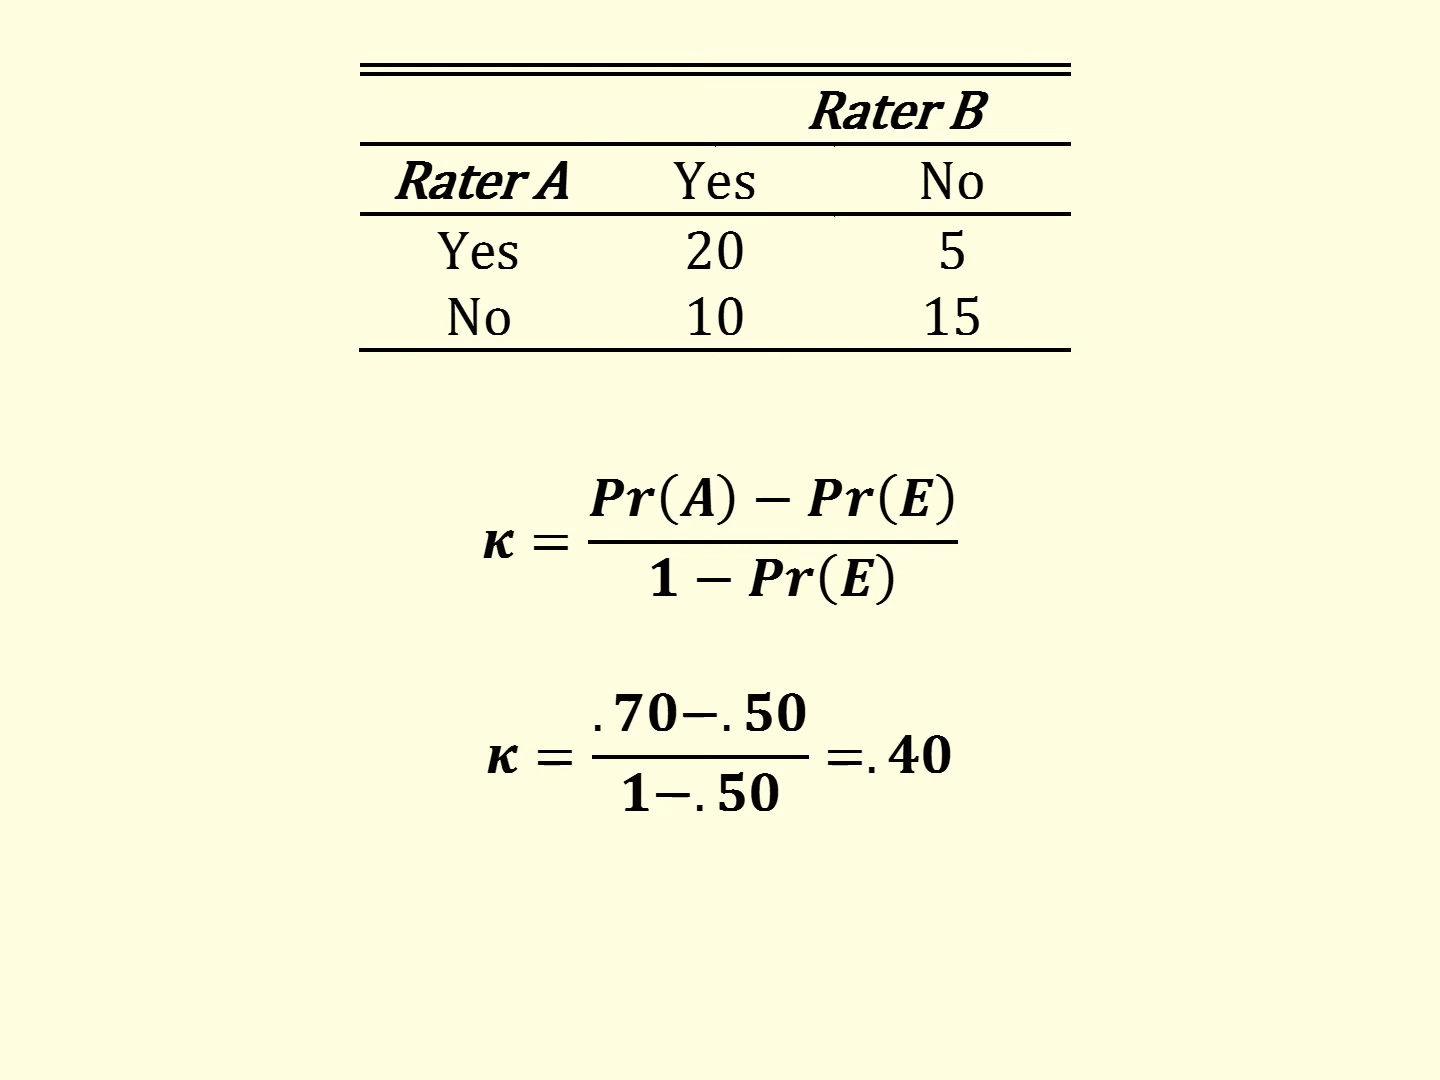 Rater B
Rater A Yes No
Yes 20 5
No 10 15
κ = Pr(A) − Pr(E) / 1 − Pr(E)
κ = .70−.50 / 1−.50 =.40